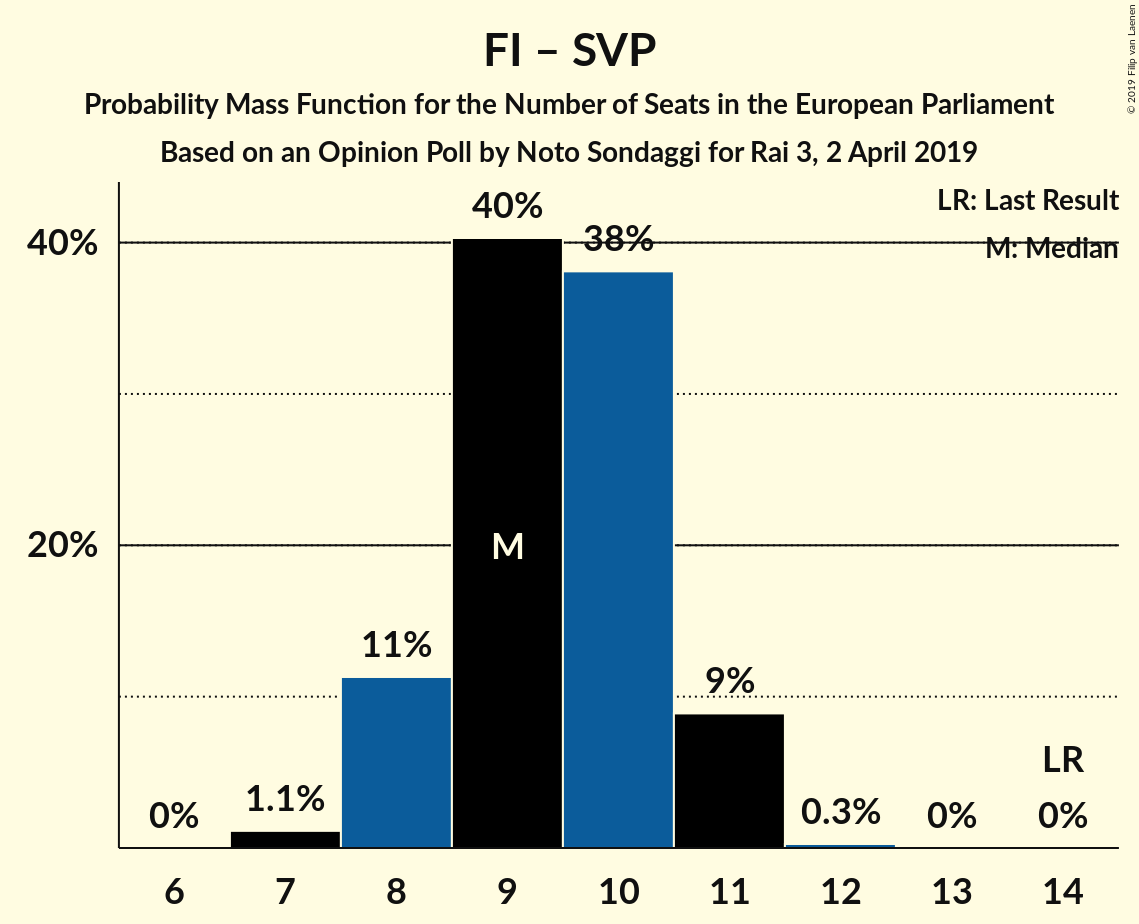 FI – SVP
Probability Mass Function for the Number of Seats in the European Parliament
Based on an Opinion Poll by Noto Sondaggi for Rai 3, 2 April 2019
© 2019 Filip van Laenen
LR: Last Result
M: Median
40%
20%
0%
1.1%
11%
40%
M
38%
9%
0.3%
0%
LR
0%
6 7 8 9 10 11 12 13 14